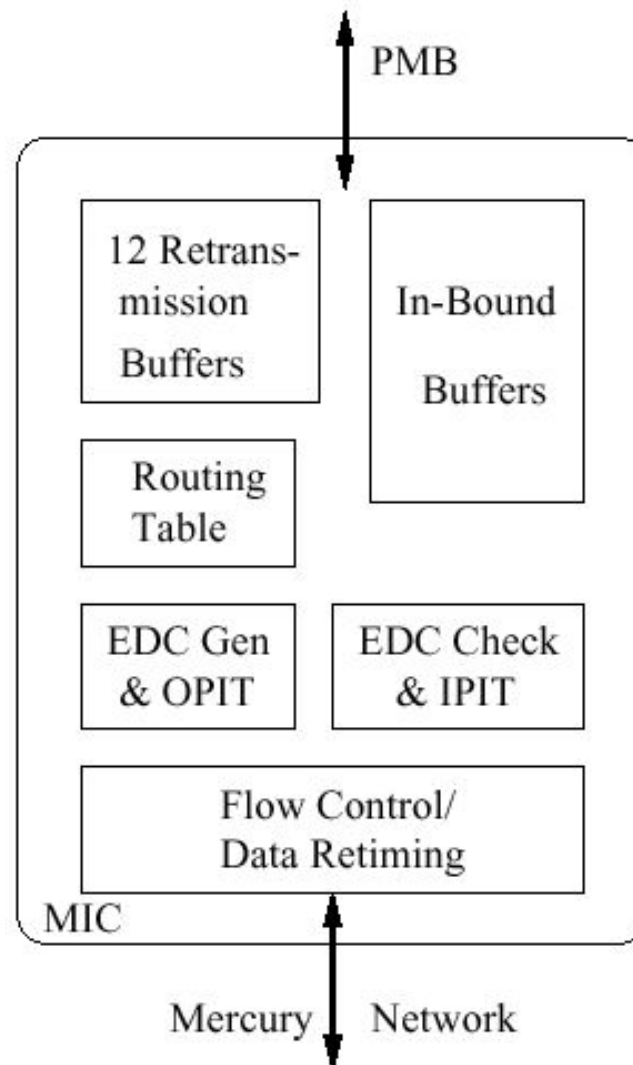 PMB
12 Retrans-
mission
Buffers
In-Bound
Buffers
Routing
Table
EDC Gen
& OPIT
EDC Check
& IPIT
Flow Control/
Data Retiming
MIC
Mercury Network